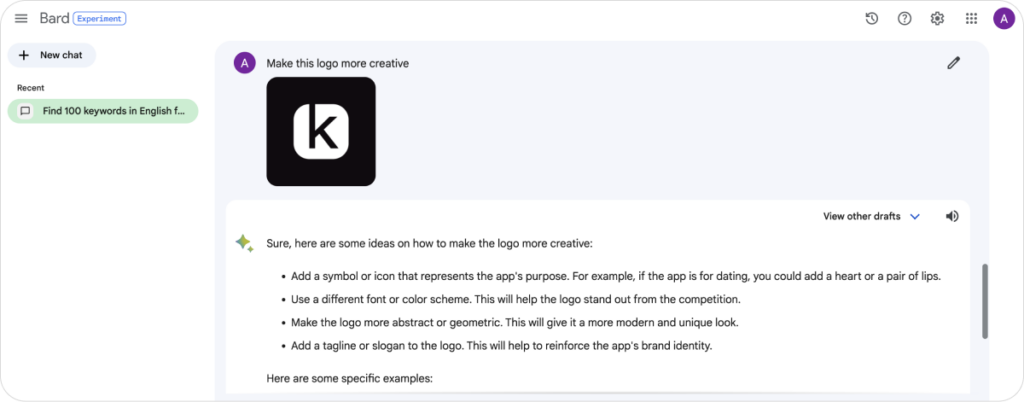 Bard Experiment
A
New chat
Recent
Find 100 keywords in English f...
A Make this logo more creative
k
View other drafts
Sure, here are some ideas on how to make the logo more creative:
• Add a symbol or icon that represents the app's purpose. For example, if the app is for dating, you could add a heart or a pair of lips.
• Use a different font or color scheme. This will help the logo stand out from the competition.
• Make the logo more abstract or geometric. This will give it a more modern and unique look.
• Add a tagline or slogan to the logo. This will help to reinforce the app's brand identity.
Here are some specific examples: